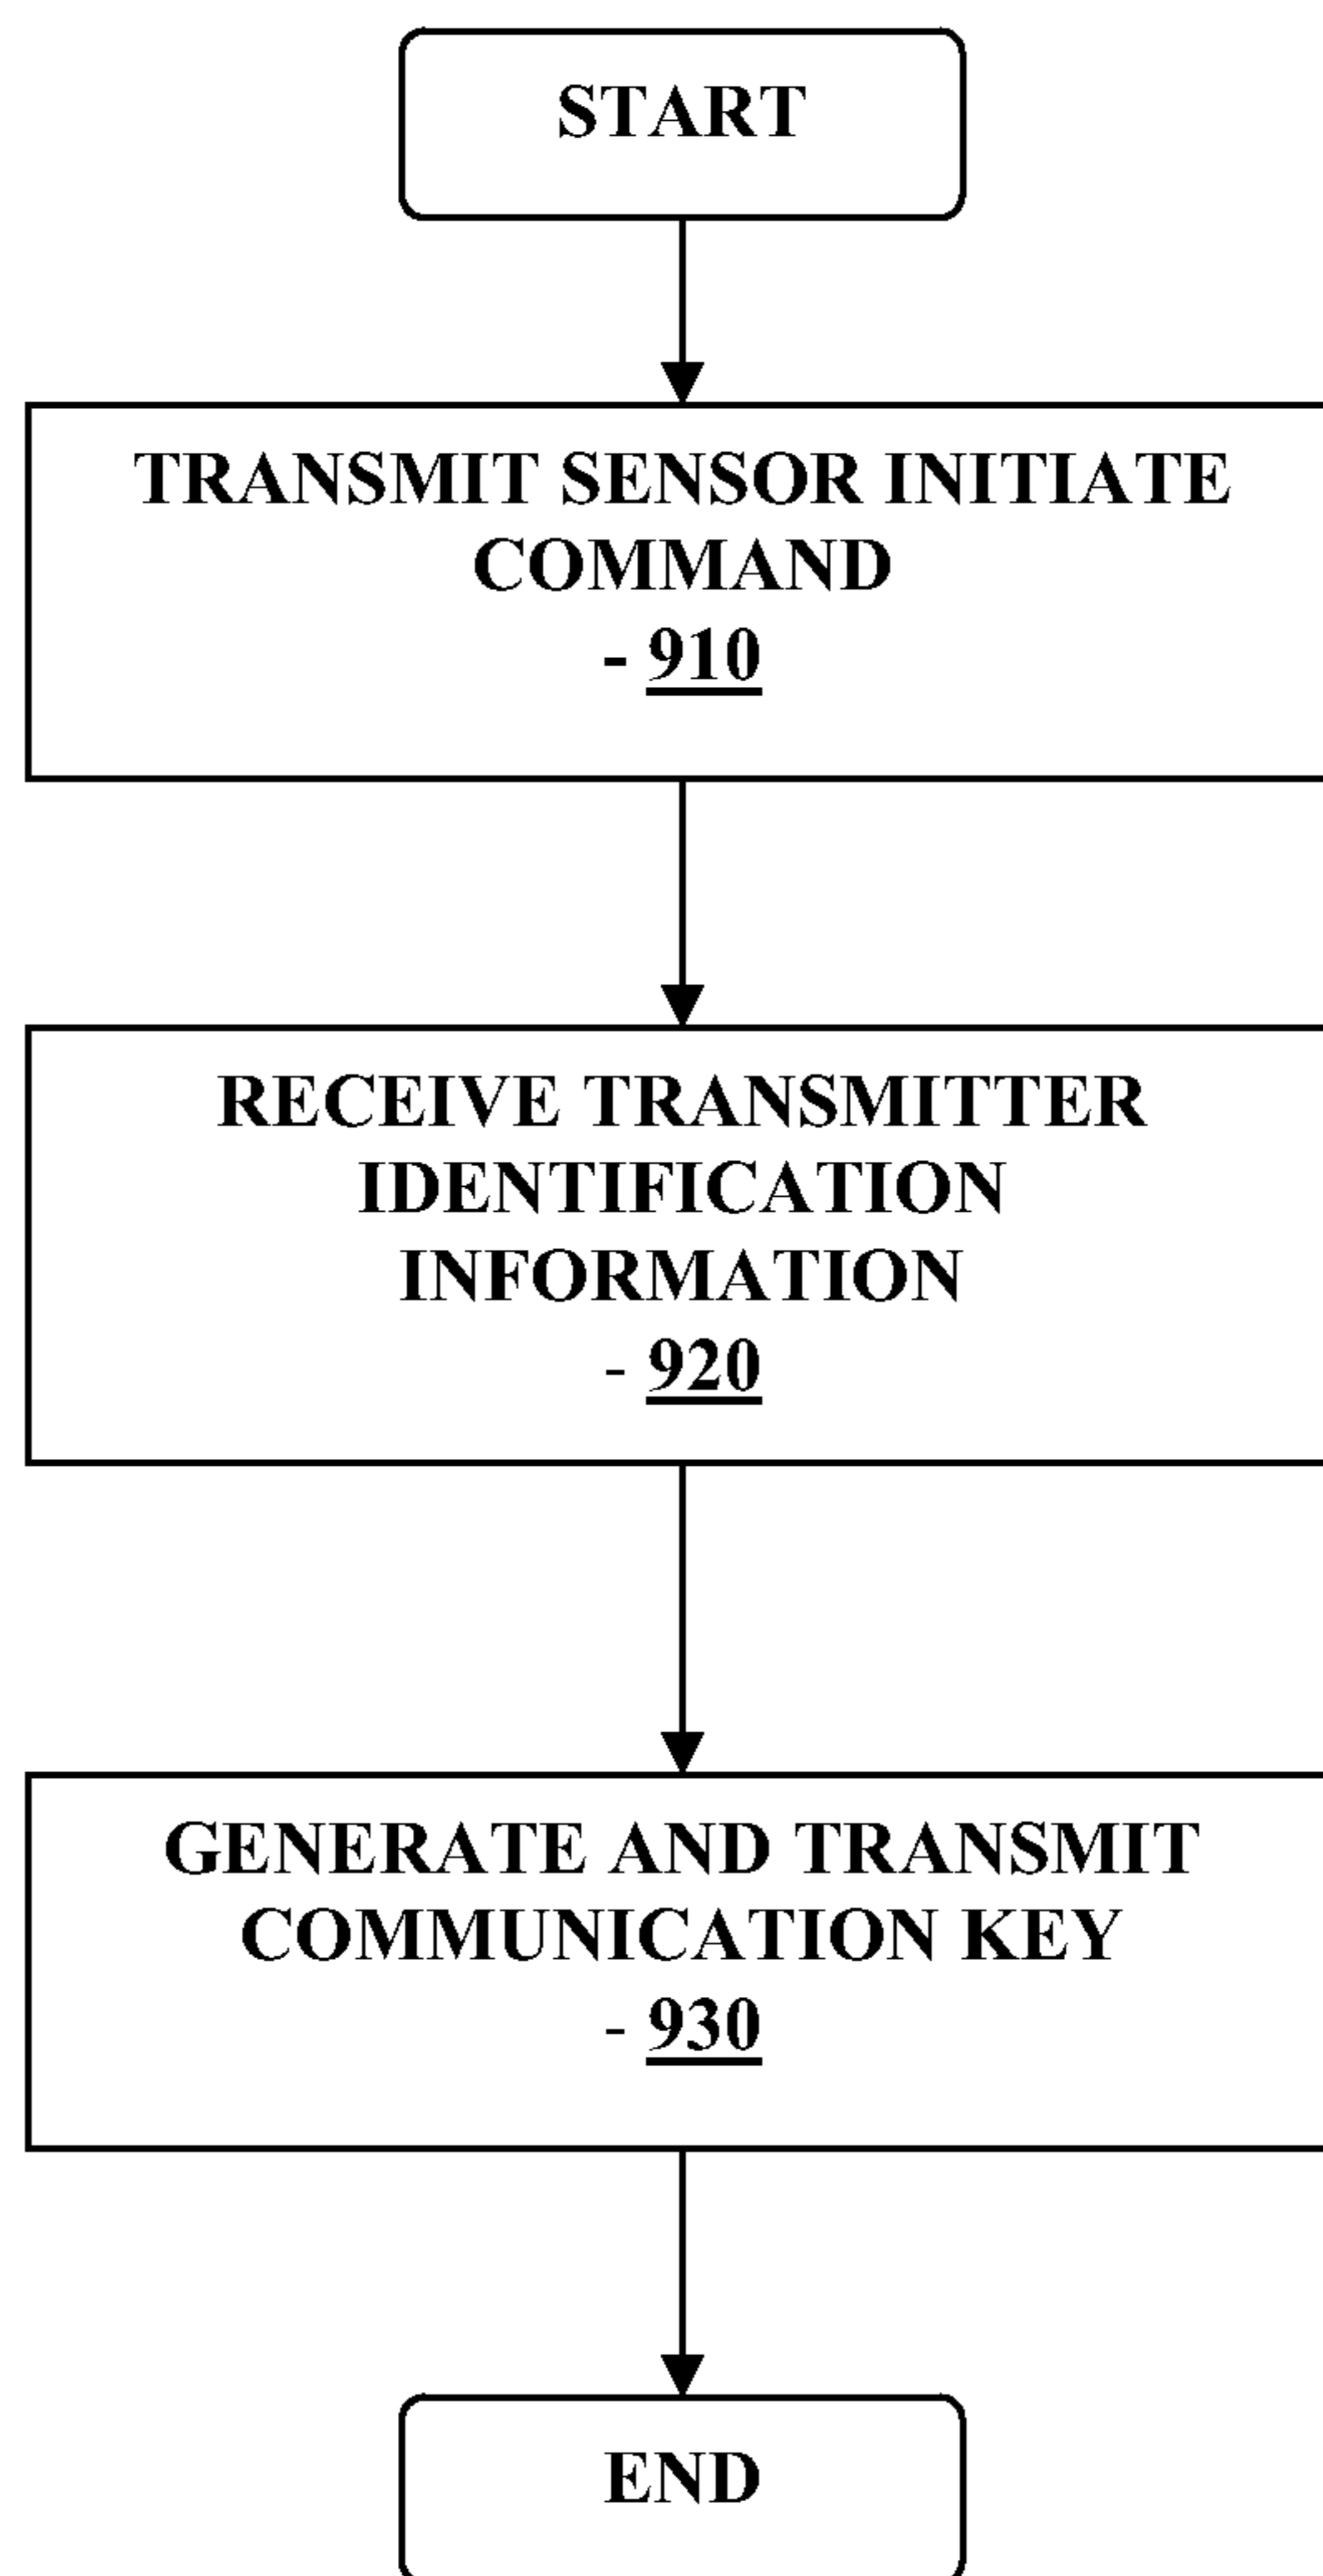 START
TRANSMIT SENSOR INITIATE
COMMAND
- 910
RECEIVE TRANSMITTER
IDENTIFICATION
INFORMATION
- 920
GENERATE AND TRANSMIT
COMMUNICATION KEY
- 930
END